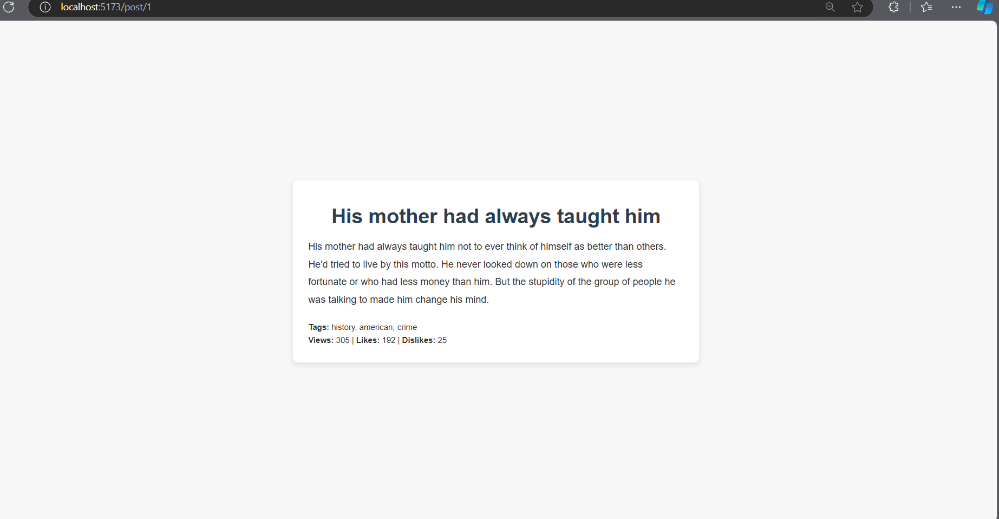 localhost:5173/post/1
His mother had always taught him
His mother had always taught him not to ever think of himself as better than others.
He'd tried to live by this motto. He never looked down on those who were less
fortunate or who had less money than him. But the stupidity of the group of people he
was talking to made him change his mind.
Tags: history, american, crime
Views: 305 | Likes: 192 | Dislikes: 25